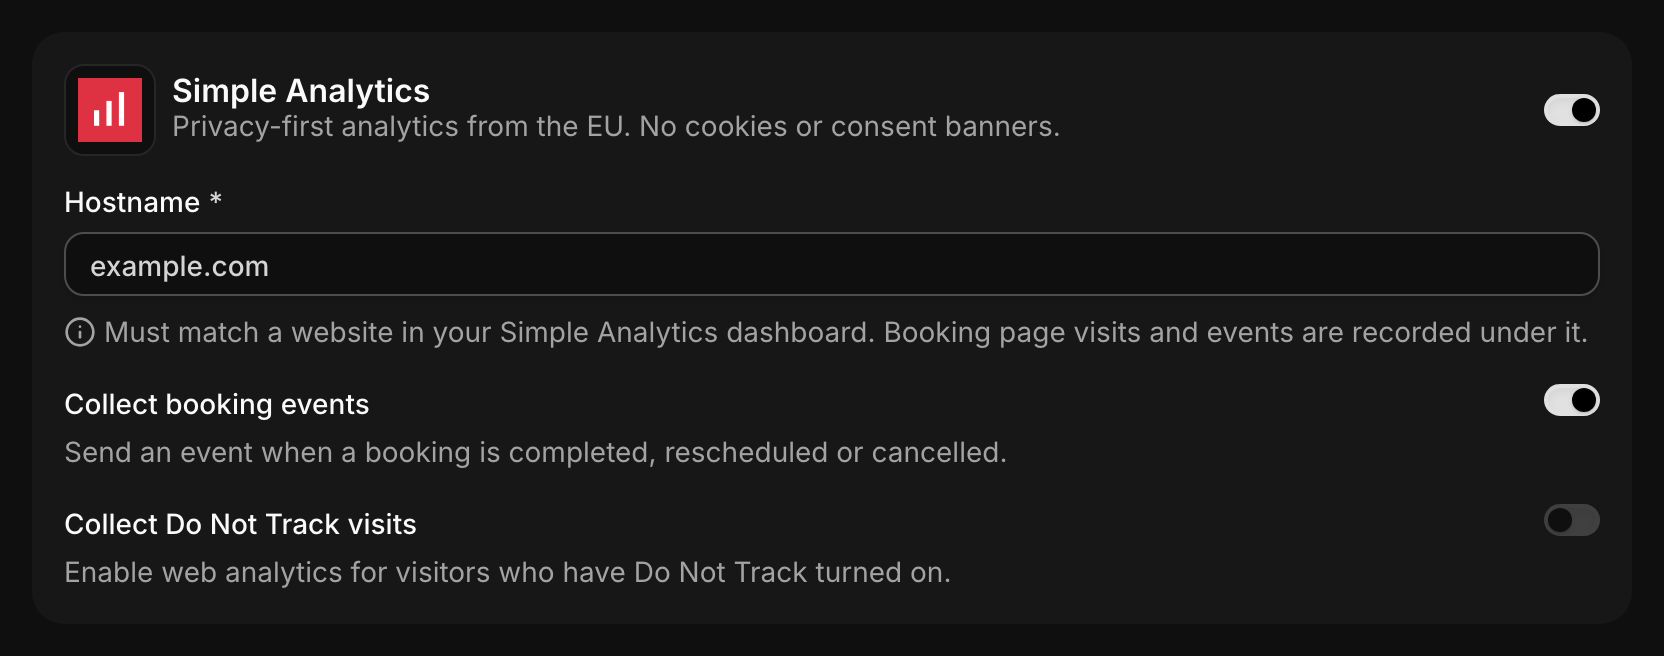 Simple Analytics
Privacy-first analytics from the EU. No cookies or consent banners.
Hostname *
example.com
Must match a website in your Simple Analytics dashboard. Booking page visits and events are recorded under it.
Collect booking events
Send an event when a booking is completed, rescheduled or cancelled.
Collect Do Not Track visits
Enable web analytics for visitors who have Do Not Track turned on.